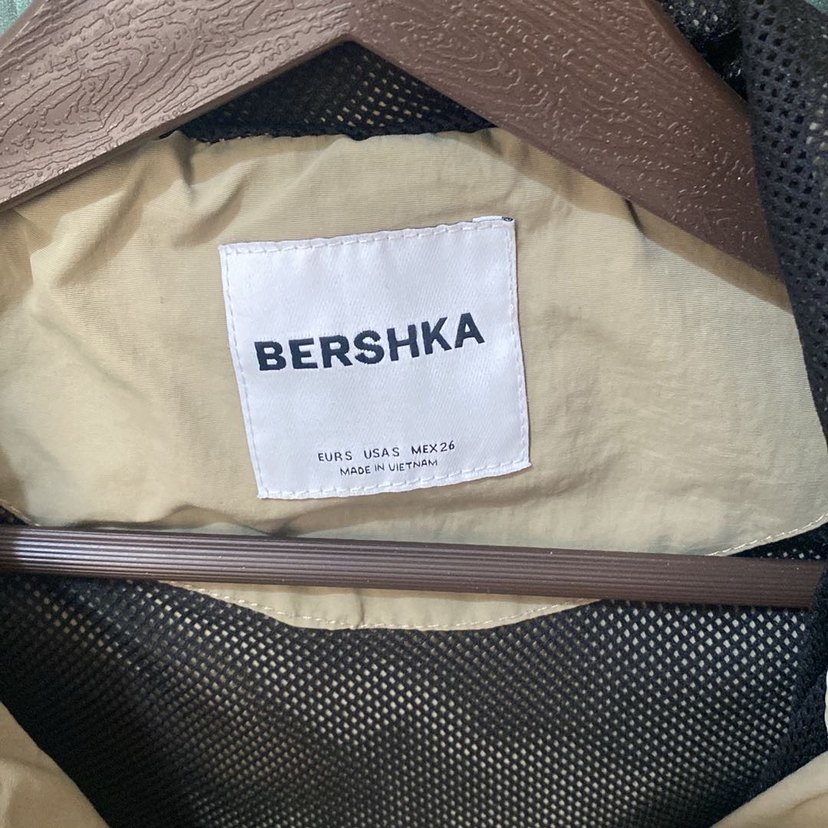 BERSHKA
EUR S USA S MEX 26
MADE IN VIETNAM